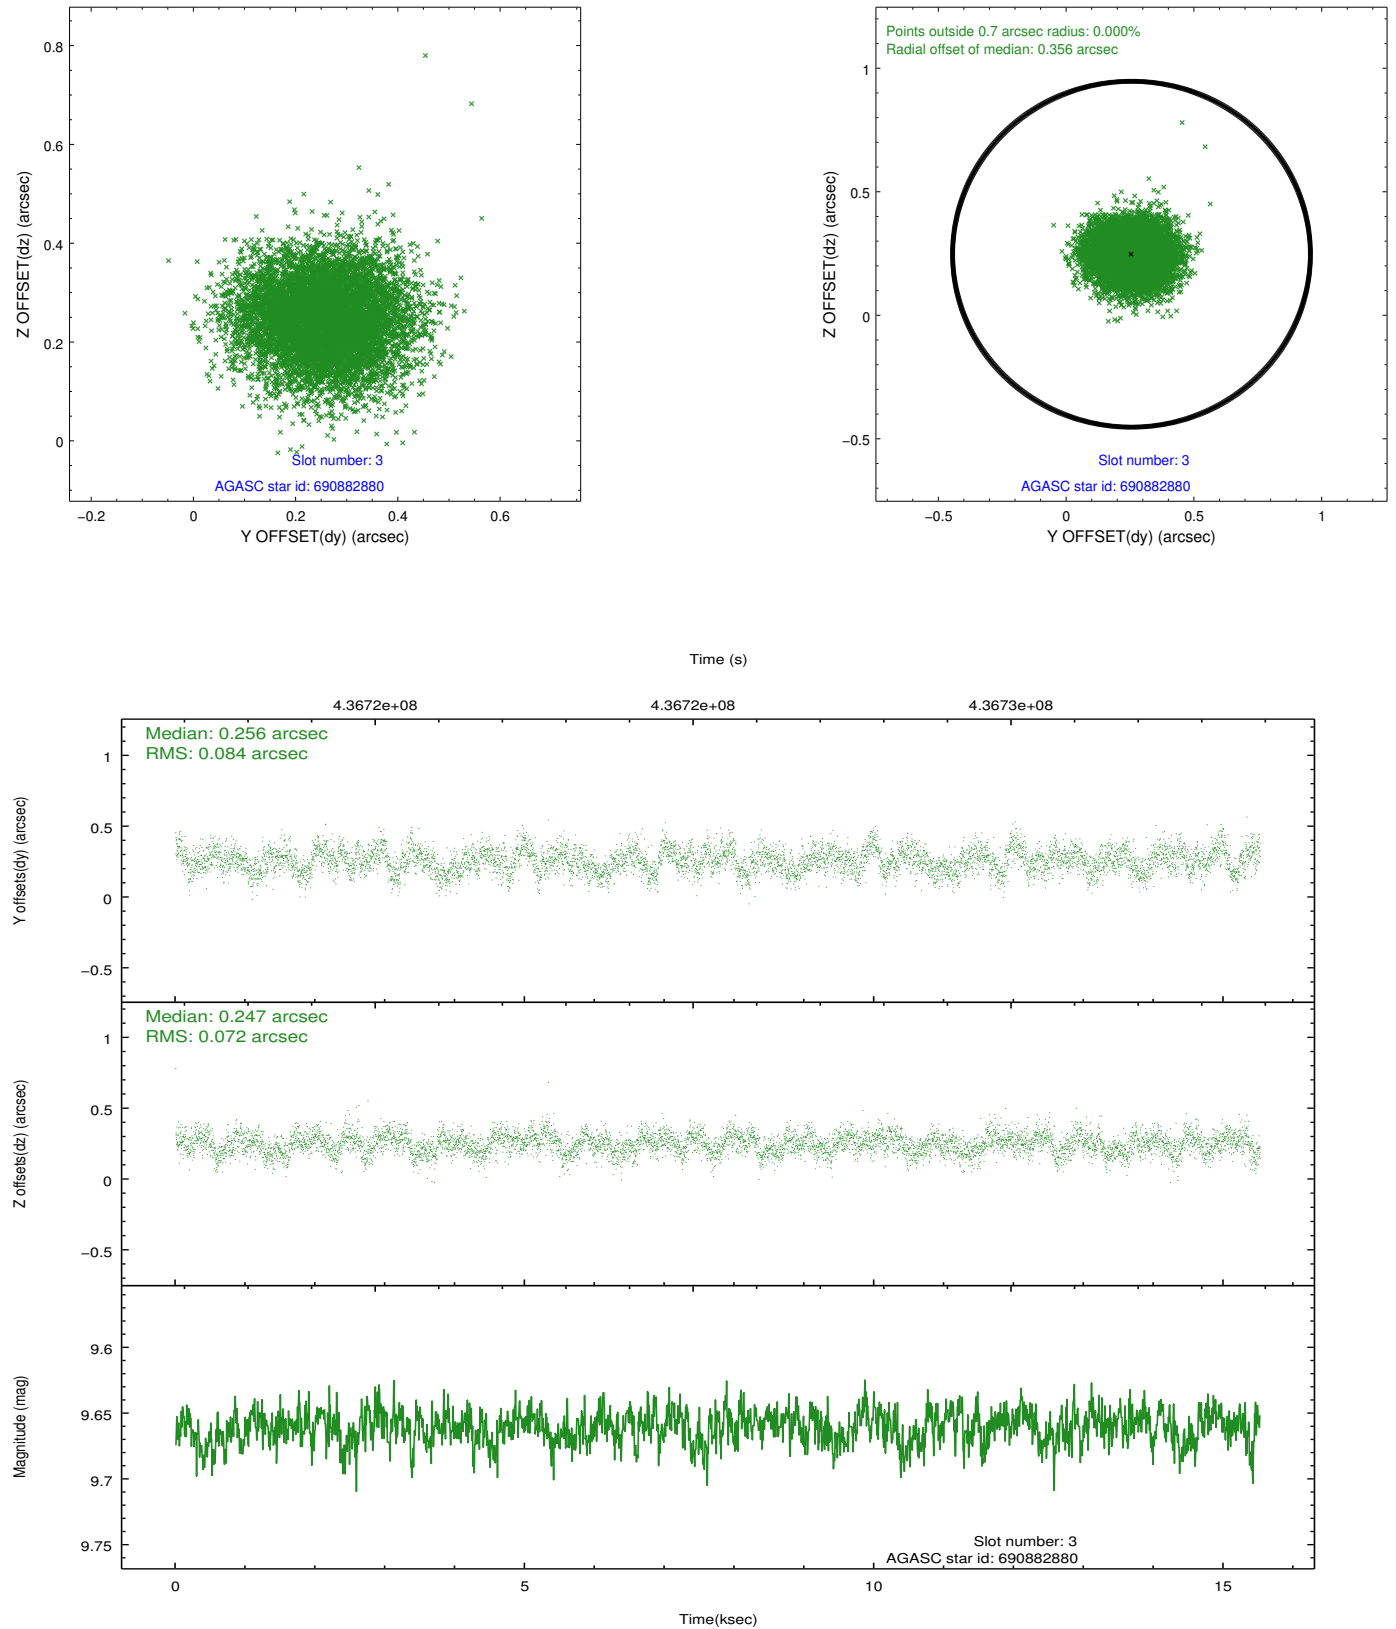 0.8
0.6
0.4
0.2
0
Z OFFSET(dz) (arcsec)
Slot number: 3
AGASC star id: 690882880
−0.2 0 0.2 0.4 0.6
Y OFFSET(dy) (arcsec)
Points outside 0.7 arcsec radius: 0.000%
Radial offset of median: 0.356 arcsec
1
0.5
0
−0.5
Z OFFSET(dz) (arcsec)
Slot number: 3
AGASC star id: 690882880
−0.5 0 0.5 1
Y OFFSET(dy) (arcsec)
Time (s)
4.3672e+08 4.3672e+08 4.3673e+08
Median: 0.256 arcsec
RMS: 0.084 arcsec
1
0.5
0
−0.5
Y offsets(dy) (arcsec)
Median: 0.247 arcsec
RMS: 0.072 arcsec
1
0.5
0
−0.5
Z offsets(dz) (arcsec)
9.6
9.65
9.7
9.75
Magnitude (mag)
Slot number: 3
AGASC star id: 690882880
0 5 10 15
Time(ksec)